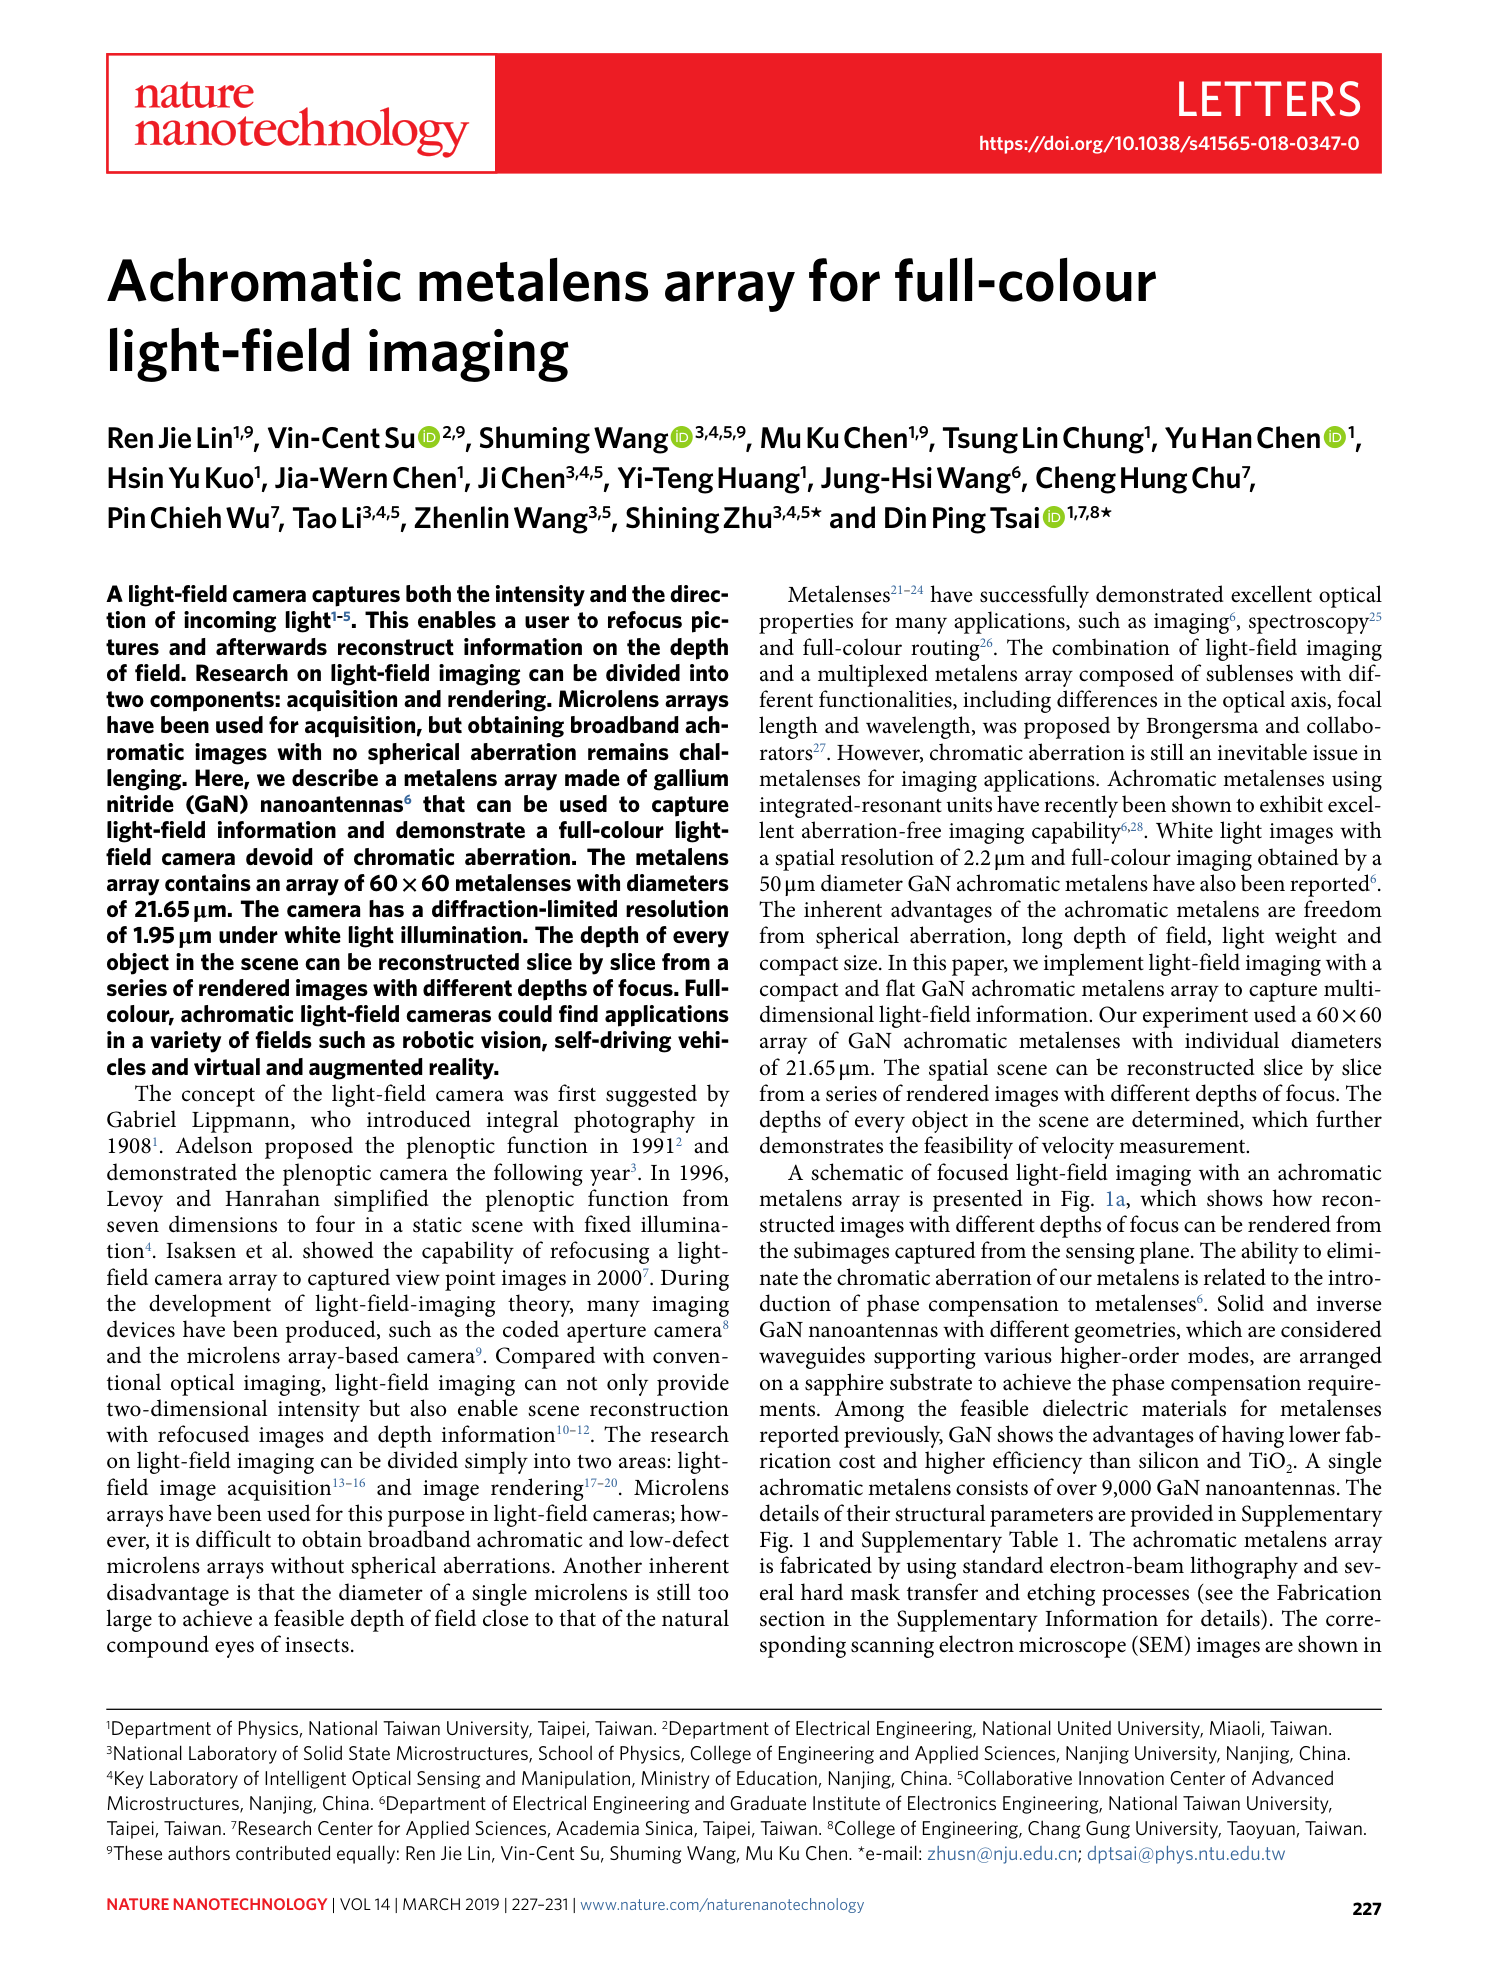 nature
nanotechnology
LETTERS
https://doi.org/10.1038/s41565-018-0347-0
Achromatic metalens array for full-colour
light-field imaging
Ren Jie Lin1,9, Vin-Cent Su 2,9, Shuming Wang 3,4,5,9, Mu Ku Chen1,9, Tsung Lin Chung1, Yu Han Chen 1,
Hsin Yu Kuo1, Jia-Wern Chen1, Ji Chen3,4,5, Yi-Teng Huang1, Jung-Hsi Wang6, Cheng Hung Chu7,
Pin Chieh Wu7, Tao Li3,4,5, Zhenlin Wang3,5, Shining Zhu3,4,5* and Din Ping Tsai 1,7,8*
A light-field camera captures both the intensity and the direc-
tion of incoming light1–5. This enables a user to refocus pic-
tures and afterwards reconstruct information on the depth
of field. Research on light-field imaging can be divided into
two components: acquisition and rendering. Microlens arrays
have been used for acquisition, but obtaining broadband ach-
romatic images with no spherical aberration remains chal-
lenging. Here, we describe a metalens array made of gallium
nitride (GaN) nanoantennas6 that can be used to capture
light-field information and demonstrate a full-colour light-
field camera devoid of chromatic aberration. The metalens
array contains an array of 60 × 60 metalenses with diameters
of 21.65 μm. The camera has a diffraction-limited resolution
of 1.95 μm under white light illumination. The depth of every
object in the scene can be reconstructed slice by slice from a
series of rendered images with different depths of focus. Full-
colour, achromatic light-field cameras could find applications
in a variety of fields such as robotic vision, self-driving vehi-
cles and virtual and augmented reality.
The concept of the light-field camera was first suggested by
Gabriel Lippmann, who introduced integral photography in
19081. Adelson proposed the plenoptic function in 19912 and
demonstrated the plenoptic camera the following year3. In 1996,
Levoy and Hanrahan simplified the plenoptic function from
seven dimensions to four in a static scene with fixed illumina-
tion4. Isaksen et al. showed the capability of refocusing a light-
field camera array to captured view point images in 20007. During
the development of light-field-imaging theory, many imaging
devices have been produced, such as the coded aperture camera8
and the microlens array-based camera9. Compared with conven-
tional optical imaging, light-field imaging can not only provide
two-dimensional intensity but also enable scene reconstruction
with refocused images and depth information10–12. The research
on light-field imaging can be divided simply into two areas: light-
field image acquisition13–16 and image rendering17–20. Microlens
arrays have been used for this purpose in light-field cameras; how-
ever, it is difficult to obtain broadband achromatic and low-defect
microlens arrays without spherical aberrations. Another inherent
disadvantage is that the diameter of a single microlens is still too
large to achieve a feasible depth of field close to that of the natural
compound eyes of insects.
Metalenses21–24 have successfully demonstrated excellent optical
properties for many applications, such as imaging6, spectroscopy25
and full-colour routing26. The combination of light-field imaging
and a multiplexed metalens array composed of sublenses with dif-
ferent functionalities, including differences in the optical axis, focal
length and wavelength, was proposed by Brongersma and collabo-
rators27. However, chromatic aberration is still an inevitable issue in
metalenses for imaging applications. Achromatic metalenses using
integrated-resonant units have recently been shown to exhibit excel-
lent aberration-free imaging capability6,28. White light images with
a spatial resolution of 2.2 μm and full-colour imaging obtained by a
50 μm diameter GaN achromatic metalens have also been reported6.
The inherent advantages of the achromatic metalens are freedom
from spherical aberration, long depth of field, light weight and
compact size. In this paper, we implement light-field imaging with a
compact and flat GaN achromatic metalens array to capture multi-
dimensional light-field information. Our experiment used a 60 × 60
array of GaN achromatic metalenses with individual diameters
of 21.65 μm. The spatial scene can be reconstructed slice by slice
from a series of rendered images with different depths of focus. The
depths of every object in the scene are determined, which further
demonstrates the feasibility of velocity measurement.
A schematic of focused light-field imaging with an achromatic
metalens array is presented in Fig. 1a, which shows how recon-
structed images with different depths of focus can be rendered from
the subimages captured from the sensing plane. The ability to elimi-
nate the chromatic aberration of our metalens is related to the intro-
duction of phase compensation to metalenses6. Solid and inverse
GaN nanoantennas with different geometries, which are considered
waveguides supporting various higher-order modes, are arranged
on a sapphire substrate to achieve the phase compensation require-
ments. Among the feasible dielectric materials for metalenses
reported previously, GaN shows the advantages of having lower fab-
rication cost and higher efficiency than silicon and TiO2. A single
achromatic metalens consists of over 9,000 GaN nanoantennas. The
details of their structural parameters are provided in Supplementary
Fig. 1 and Supplementary Table 1. The achromatic metalens array
is fabricated by using standard electron-beam lithography and sev-
eral hard mask transfer and etching processes (see the Fabrication
section in the Supplementary Information for details). The corre-
sponding scanning electron microscope (SEM) images are shown in
1Department of Physics, National Taiwan University, Taipei, Taiwan. 2Department of Electrical Engineering, National United University, Miaoli, Taiwan.
3National Laboratory of Solid State Microstructures, School of Physics, College of Engineering and Applied Sciences, Nanjing University, Nanjing, China.
4Key Laboratory of Intelligent Optical Sensing and Manipulation, Ministry of Education, Nanjing, China. 5Collaborative Innovation Center of Advanced
Microstructures, Nanjing, China. 6Department of Electrical Engineering and Graduate Institute of Electronics Engineering, National Taiwan University,
Taipei, Taiwan. 7Research Center for Applied Sciences, Academia Sinica, Taipei, Taiwan. 8College of Engineering, Chang Gung University, Taoyuan, Taiwan.
9These authors contributed equally: Ren Jie Lin, Vin-Cent Su, Shuming Wang, Mu Ku Chen. *e-mail: zhusn@nju.edu.cn; dptsai@phys.ntu.edu.tw
NATURE NANOTECHNOLOGY | VOL 14 | MARCH 2019 | 227–231 | www.nature.com/naturenanotechnology
227